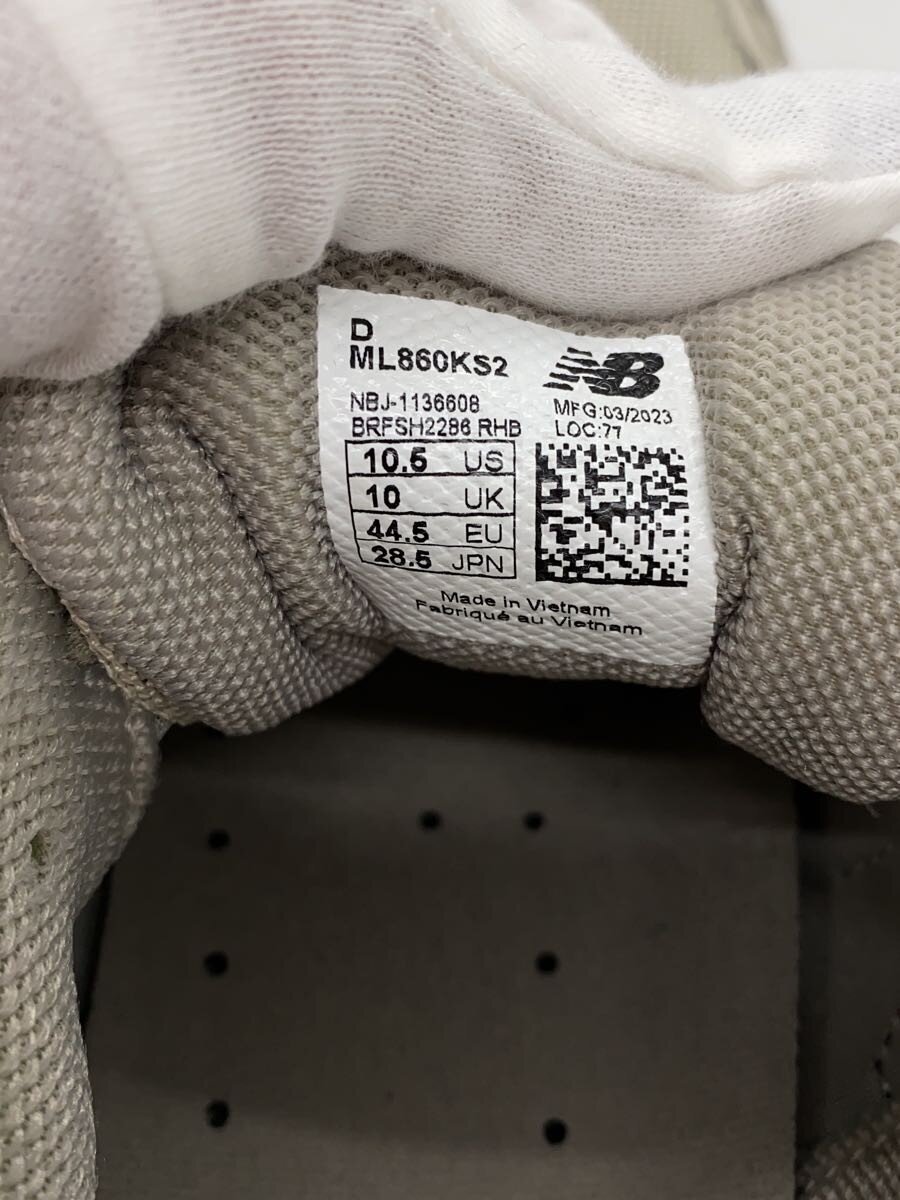 D
ML860KS2
NB
NBJ-1136608
MFG:03/2023
BRFSH2286 RHB
LOC:77
10.5 US
10 UK
44.5 EU
28.5 JPN
Made in Vietnam
Fabriqué au Vietnam